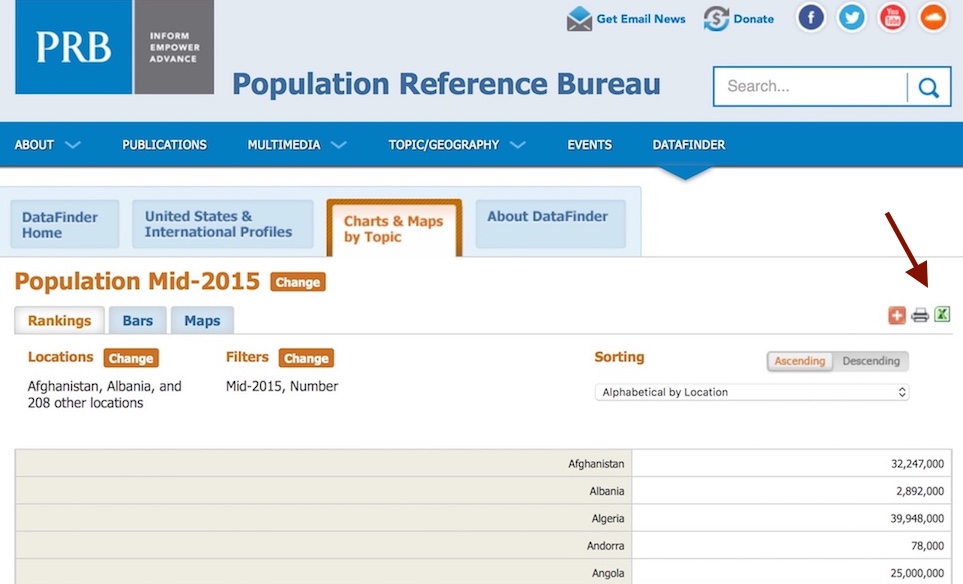 PRB
INFORM
EMPOWER
ADVANCE
Get Email News
Donate
You
Tube
Population Reference Bureau
Search...
ABOUT
PUBLICATIONS
MULTIMEDIA
TOPIC/GEOGRAPHY
EVENTS
DATAFINDER
DataFinder
Home
United States &
International Profiles
Charts & Maps
by Topic
About DataFinder
Population Mid-2015 Change
Rankings
Bars
Maps
Locations Change
Afghanistan, Albania, and
208 other locations
Filters Change
Mid-2015, Number
Sorting
Ascending Descending
Alphabetical by Location
Afghanistan 32,247,000
Albania 2,892,000
Algeria 39,948,000
Andorra 78,000
Angola 25,000,000